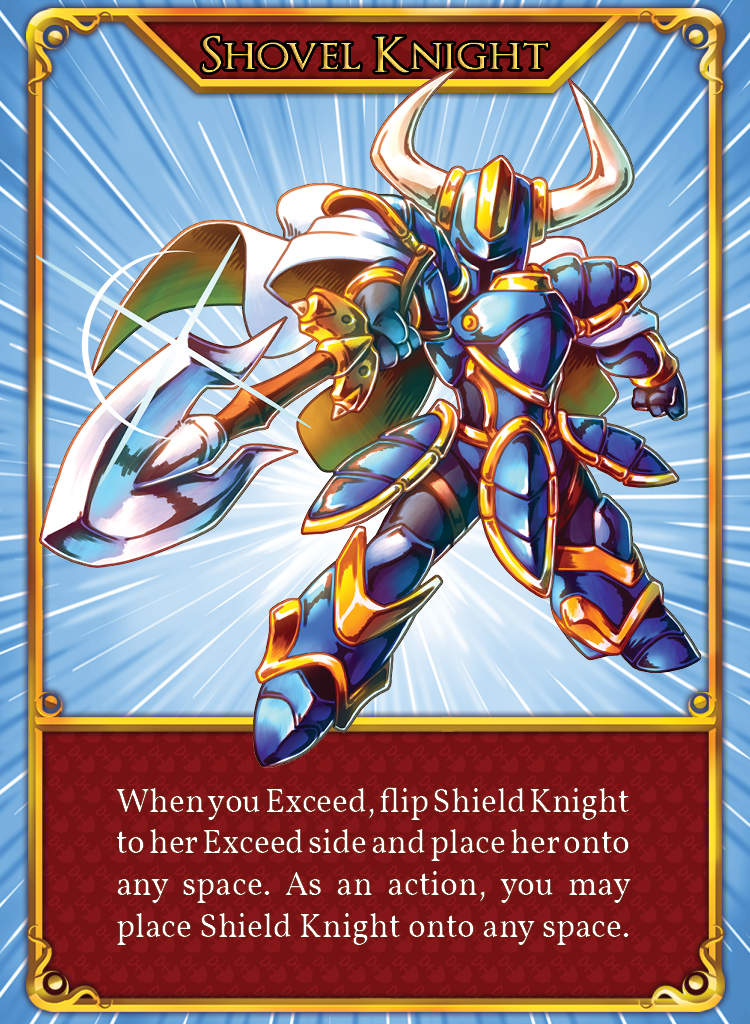 Shovel Knight
When you Exceed, flip Shield Knight
to her Exceed side and place her onto
any space. As an action, you may
place Shield Knight onto any space.